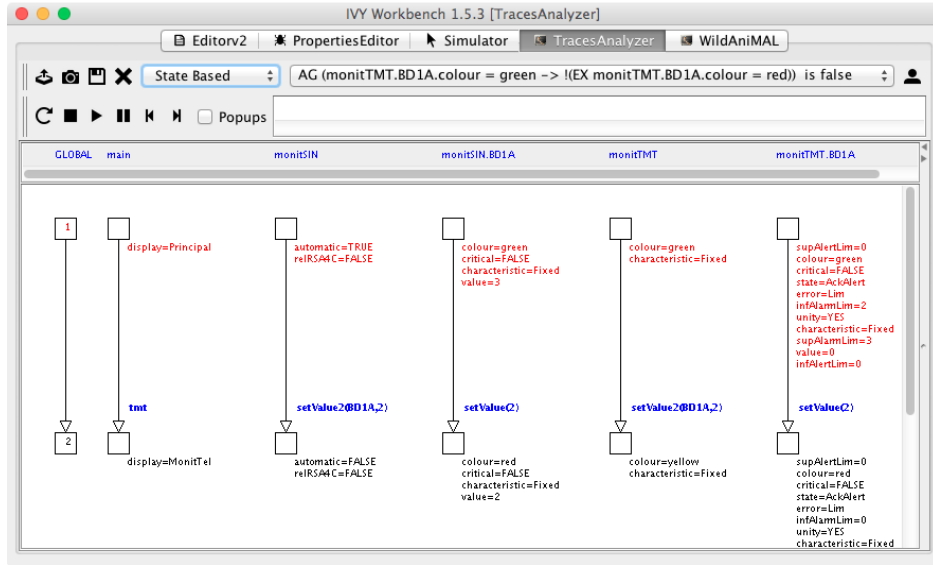 IVY Workbench 1.5.3 [TracesAnalyzer]
Editorv2 PropertiesEditor Simulator TracesAnalyzer WildAniMAL
State Based AG (monitTMT.BD1A.colour = green -> !(EX monitTMT.BD1A.colour = red)) is false
Popups
GLOBAL main monitSIN monitSIN.BD1A monitTMT monitTMT.BD1A
1
display=Principal
automatic=TRUE
relRSA4C=FALSE
colour=green
critical=FALSE
characteristic=Fixed
value=3
colour=green
characteristic=Fixed
supAlertLim=0
colour=green
critical=FALSE
state=AckAlert
error=Lim
infAlarmLim=2
unity=YES
characteristic=Fixed
supAlarmLim=3
value=0
infAlertLim=0
tmt setValue2(BD1A,2) setValue(2) setValue2(BD1A,2) setValue(2)
2
display=MonitTel
automatic=FALSE
relRSA4C=FALSE
colour=red
critical=FALSE
characteristic=Fixed
value=2
colour=yellow
characteristic=Fixed
supAlertLim=0
colour=red
critical=FALSE
state=AckAlert
error=Lim
infAlarmLim=0
unity=YES
characteristic=Fixed